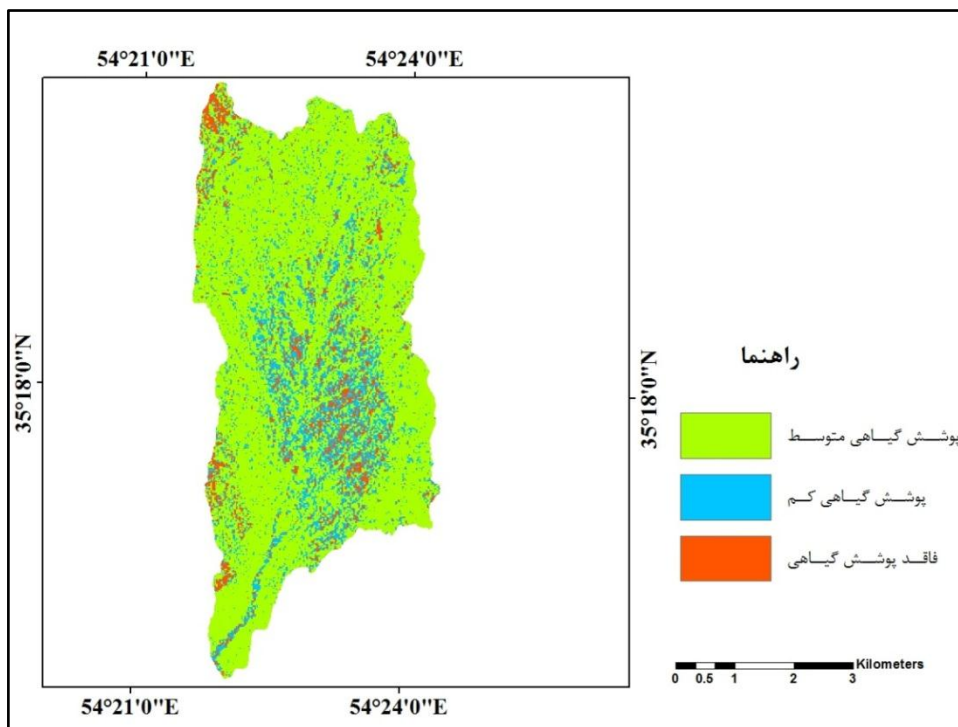 54°21'0"E 54°24'0"E
35°18'0"N
35°18'0"N
راهنما
پوشش گیاهی متوسط
پوشش گیاهی کم
فاقد پوشش گیاهی
Kilometers
0 0.5 1 2 3
54°21'0"E 54°24'0"E